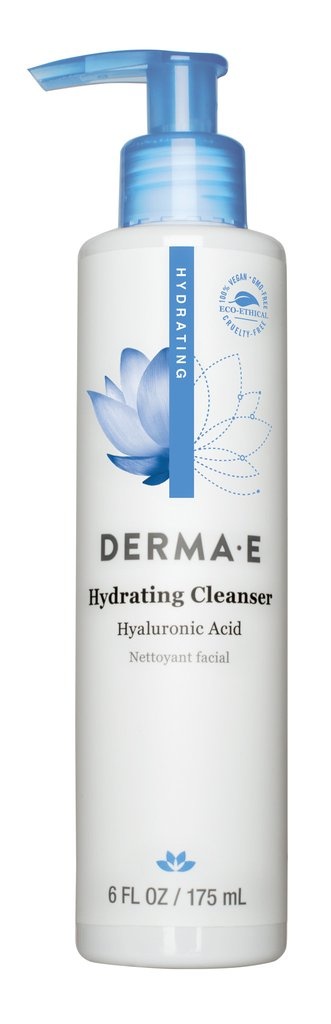 HYDRATING
100% VEGAN • GMO-FREE
ECO-ETHICAL
CRUELTY-FREE
DERMA·E
Hydrating Cleanser
Hyaluronic Acid
Nettoyant facial
6 FL OZ / 175 mL